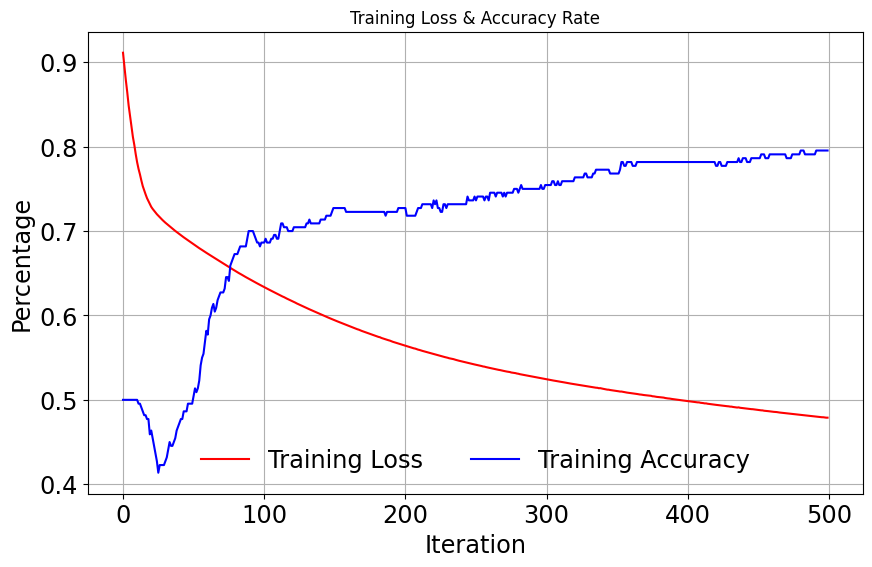 Training Loss & Accuracy Rate
Percentage
0.9
0.8
0.7
0.6
0.5
0.4
Training Loss
Training Accuracy
0
100
200
300
400
500
Iteration